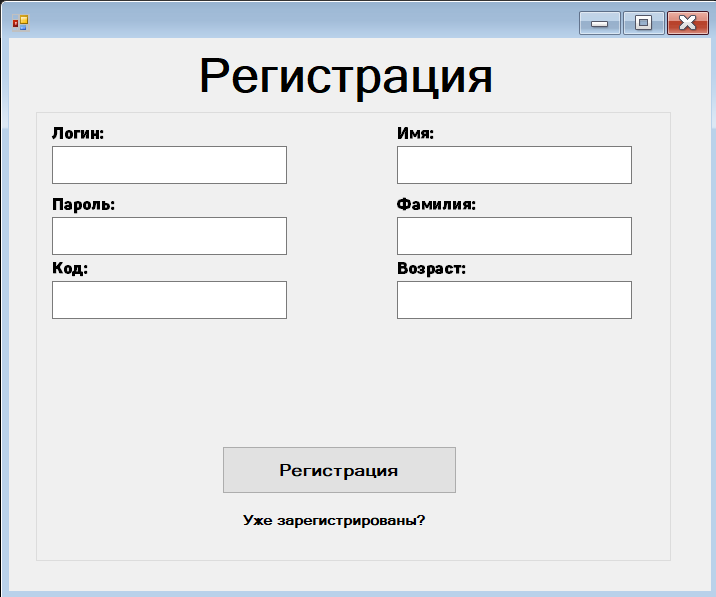 Регистрация
Логин:
Имя:
Пароль:
Фамилия:
Код:
Возраст:
Регистрация
Уже зарегистрированы?